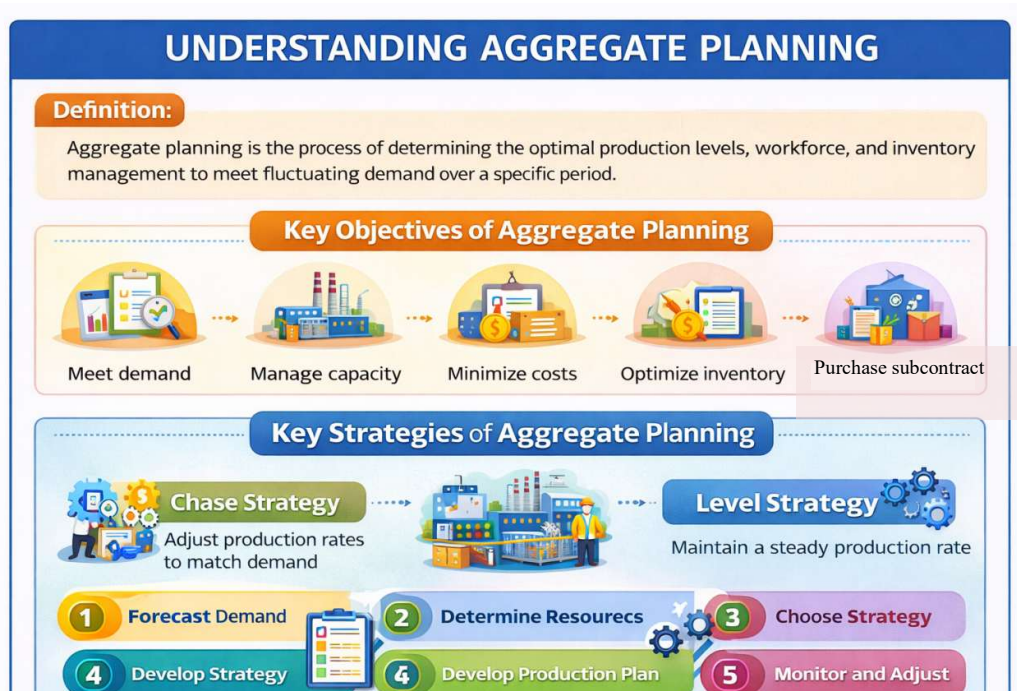 UNDERSTANDING AGGREGATE PLANNING
Definition:
Aggregate planning is the process of determining the optimal production levels, workforce, and inventory
management to meet fluctuating demand over a specific period.
Key Objectives of Aggregate Planning
Meet demand
Manage capacity
Minimize costs
Optimize inventory
Purchase subcontract
Key Strategies of Aggregate Planning
Chase Strategy
Adjust production rates
to match demand
Level Strategy
Maintain a steady production rate
1 Forecast Demand
2 Determine Resourecs
3 Choose Strategy
4 Develop Strategy
4 Develop Production Plan
5 Monitor and Adjust